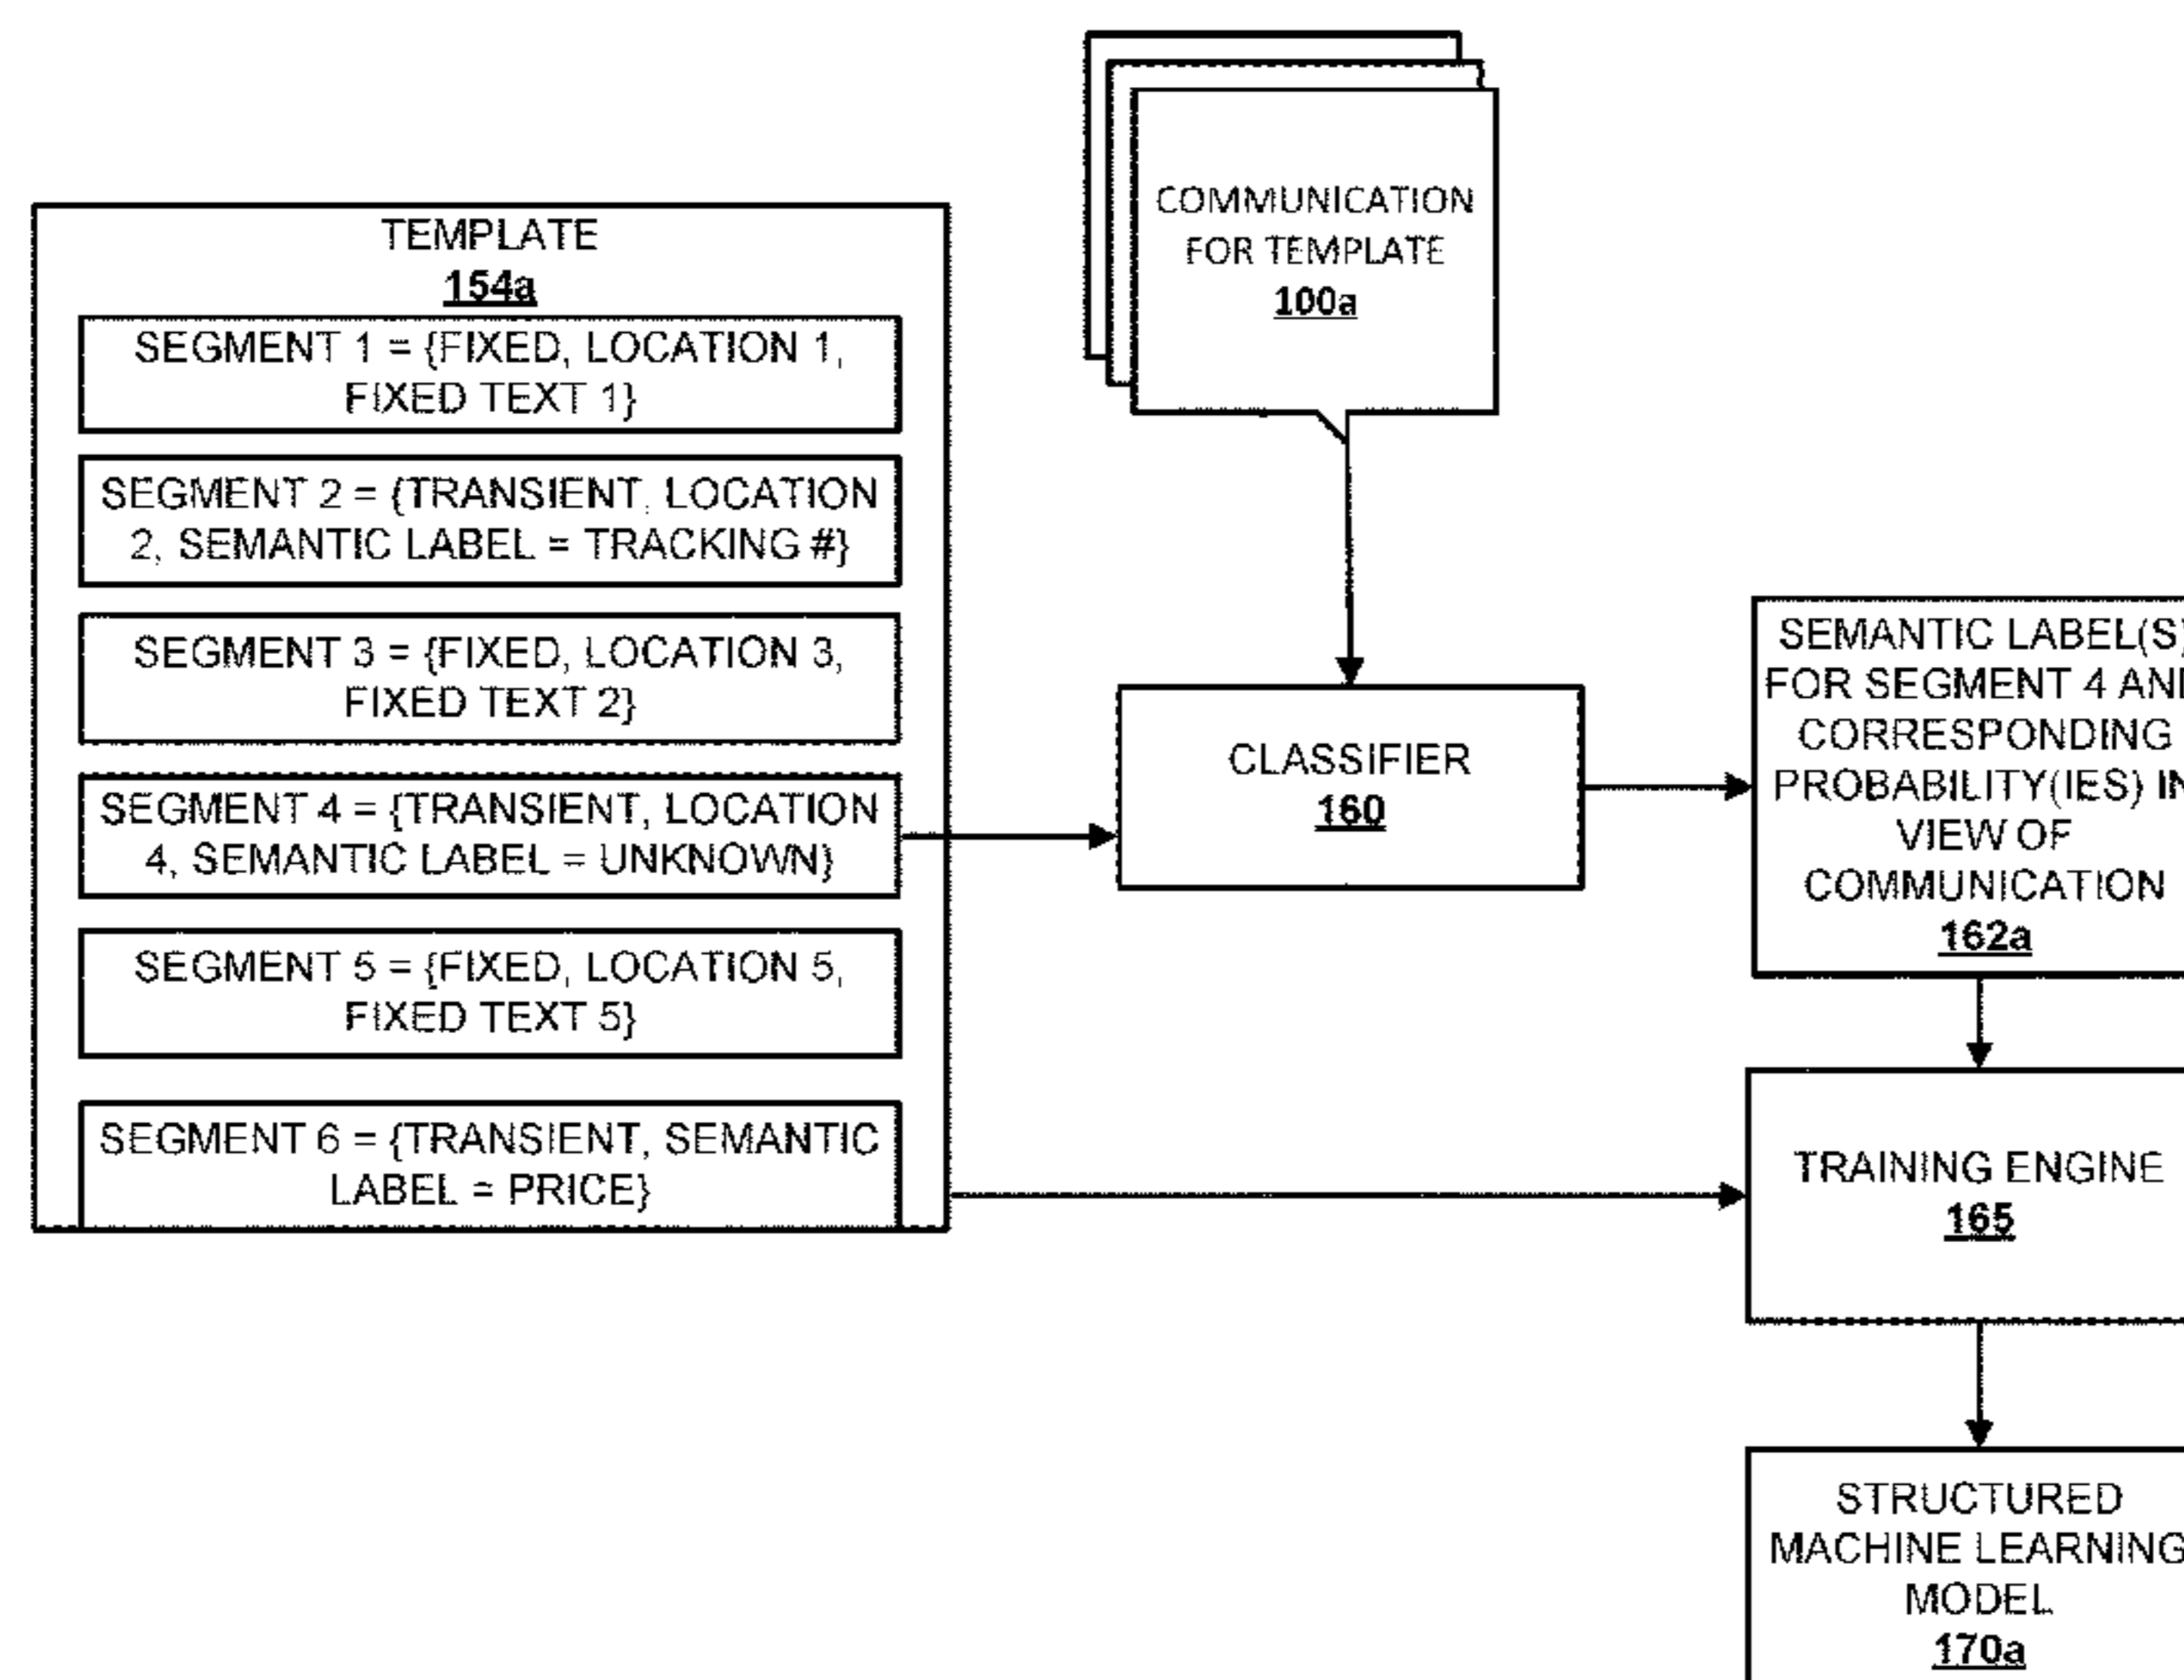 TEMPLATE
154a
SEGMENT 1 = {FIXED, LOCATION 1,
FIXED TEXT 1}
SEGMENT 2 = {TRANSIENT, LOCATION
2, SEMANTIC LABEL = TRACKING #}
SEGMENT 3 = {FIXED, LOCATION 3,
FIXED TEXT 2}
SEGMENT 4 = {TRANSIENT, LOCATION
4, SEMANTIC LABEL = UNKNOWN}
SEGMENT 5 = {FIXED, LOCATION 5,
FIXED TEXT 5}
SEGMENT 6 = {TRANSIENT, SEMANTIC
LABEL = PRICE}
COMMUNICATION
FOR TEMPLATE
100a
CLASSIFIER
160
SEMANTIC LABEL(S)
FOR SEGMENT 4 AND
CORRESPONDING
PROBABILITY(IES) IN
VIEW OF
COMMUNICATION
162a
TRAINING ENGINE
165
STRUCTURED
MACHINE LEARNING
MODEL
170a